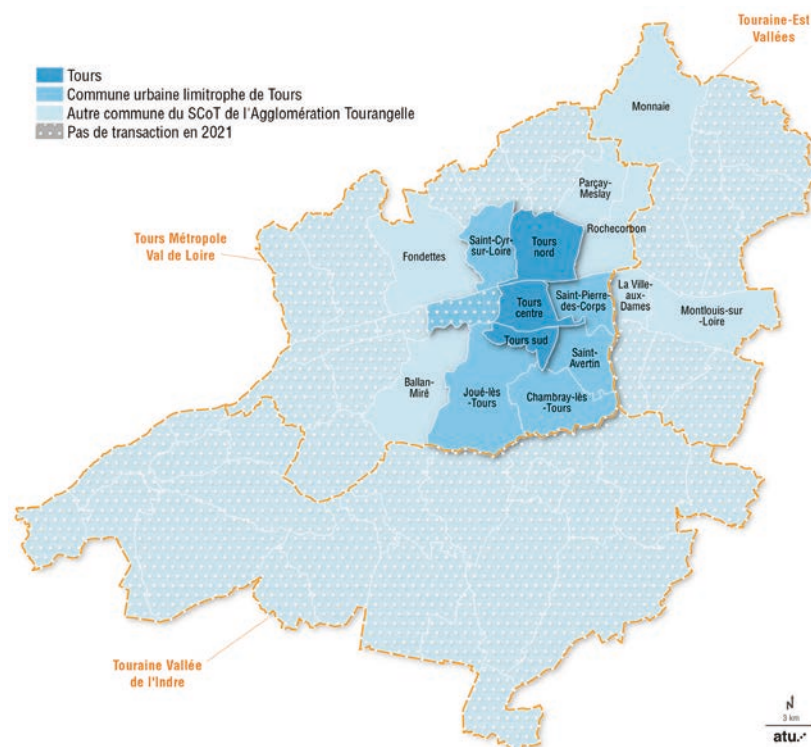 Touraine-Est
Vallées
Tours
Commune urbaine limitrophe de Tours
Autre commune du SCoT de l'Agglomération Tourangelle
Pas de transaction en 2021
Monnaie
Parçay-
Meslay
Rochecorbon
Tours Métropole
Val de Loire
Fondettes
Saint-Cyr-
sur-Loire
Tours
nord
Tours
centre
Saint-Pierre-
des-Corps
La Ville-
aux-
Dames
Montlouis-sur
-Loire
Tours sud
Saint-
Avertin
Ballan-
Miré
Joué-lès
-Tours
Chambray-lès
-Tours
Touraine Vallée
de l'Indre
N
3 km
atu